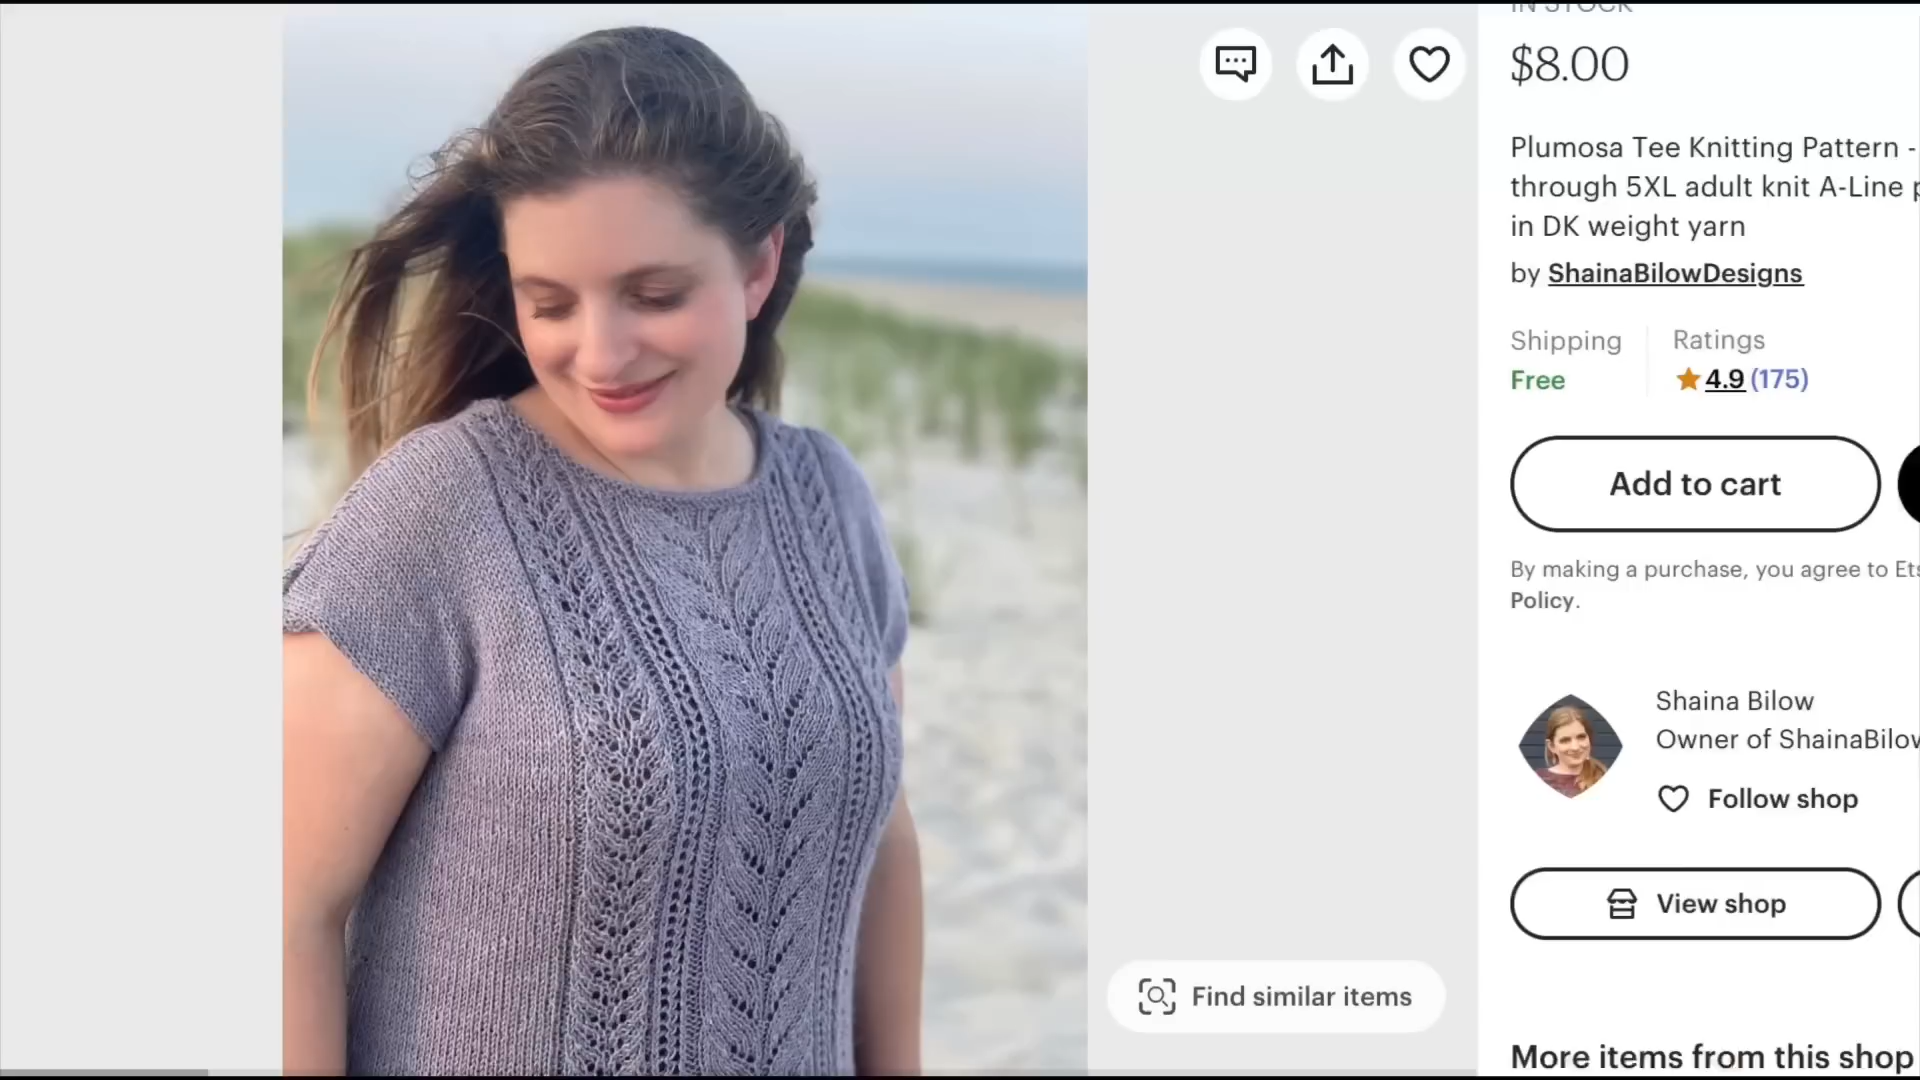 IN STOCK
$8.00
Plumosa Tee Knitting Pattern -
through 5XL adult knit A-Line
in DK weight yarn
by ShainaBilowDesigns
Shipping
Ratings
Free
4.9 (175)
Add to cart
By making a purchase, you agree to
Policy.
Shaina Bilow
Owner of
Follow shop
View shop
Find similar items
More items from this shop